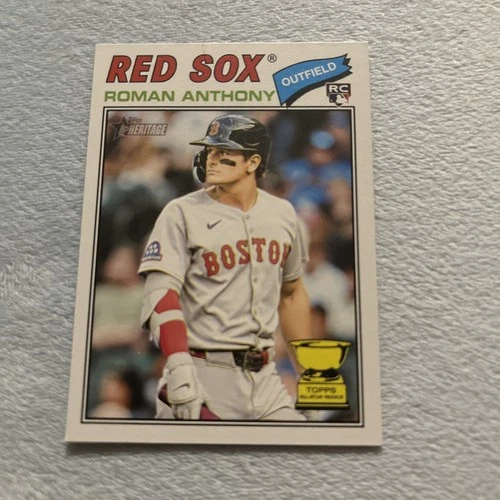 RED SOX®
OUTFIELD
ROMAN ANTHONY
RC
Topps
HERITAGE
B
BOSTON
TOPPS
ALL-STAR ROOKIE